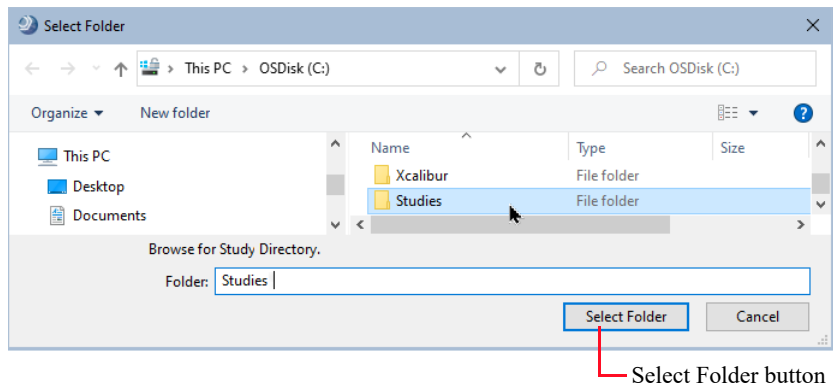 Select Folder
This PC > OSDisk (C:)
Search OSDisk (C:)
Organize
New folder
Name Type Size
This PC
Desktop
Documents
Xcalibur File folder
Studies File folder
Browse for Study Directory.
Folder: Studies
Select Folder Cancel
Select Folder button